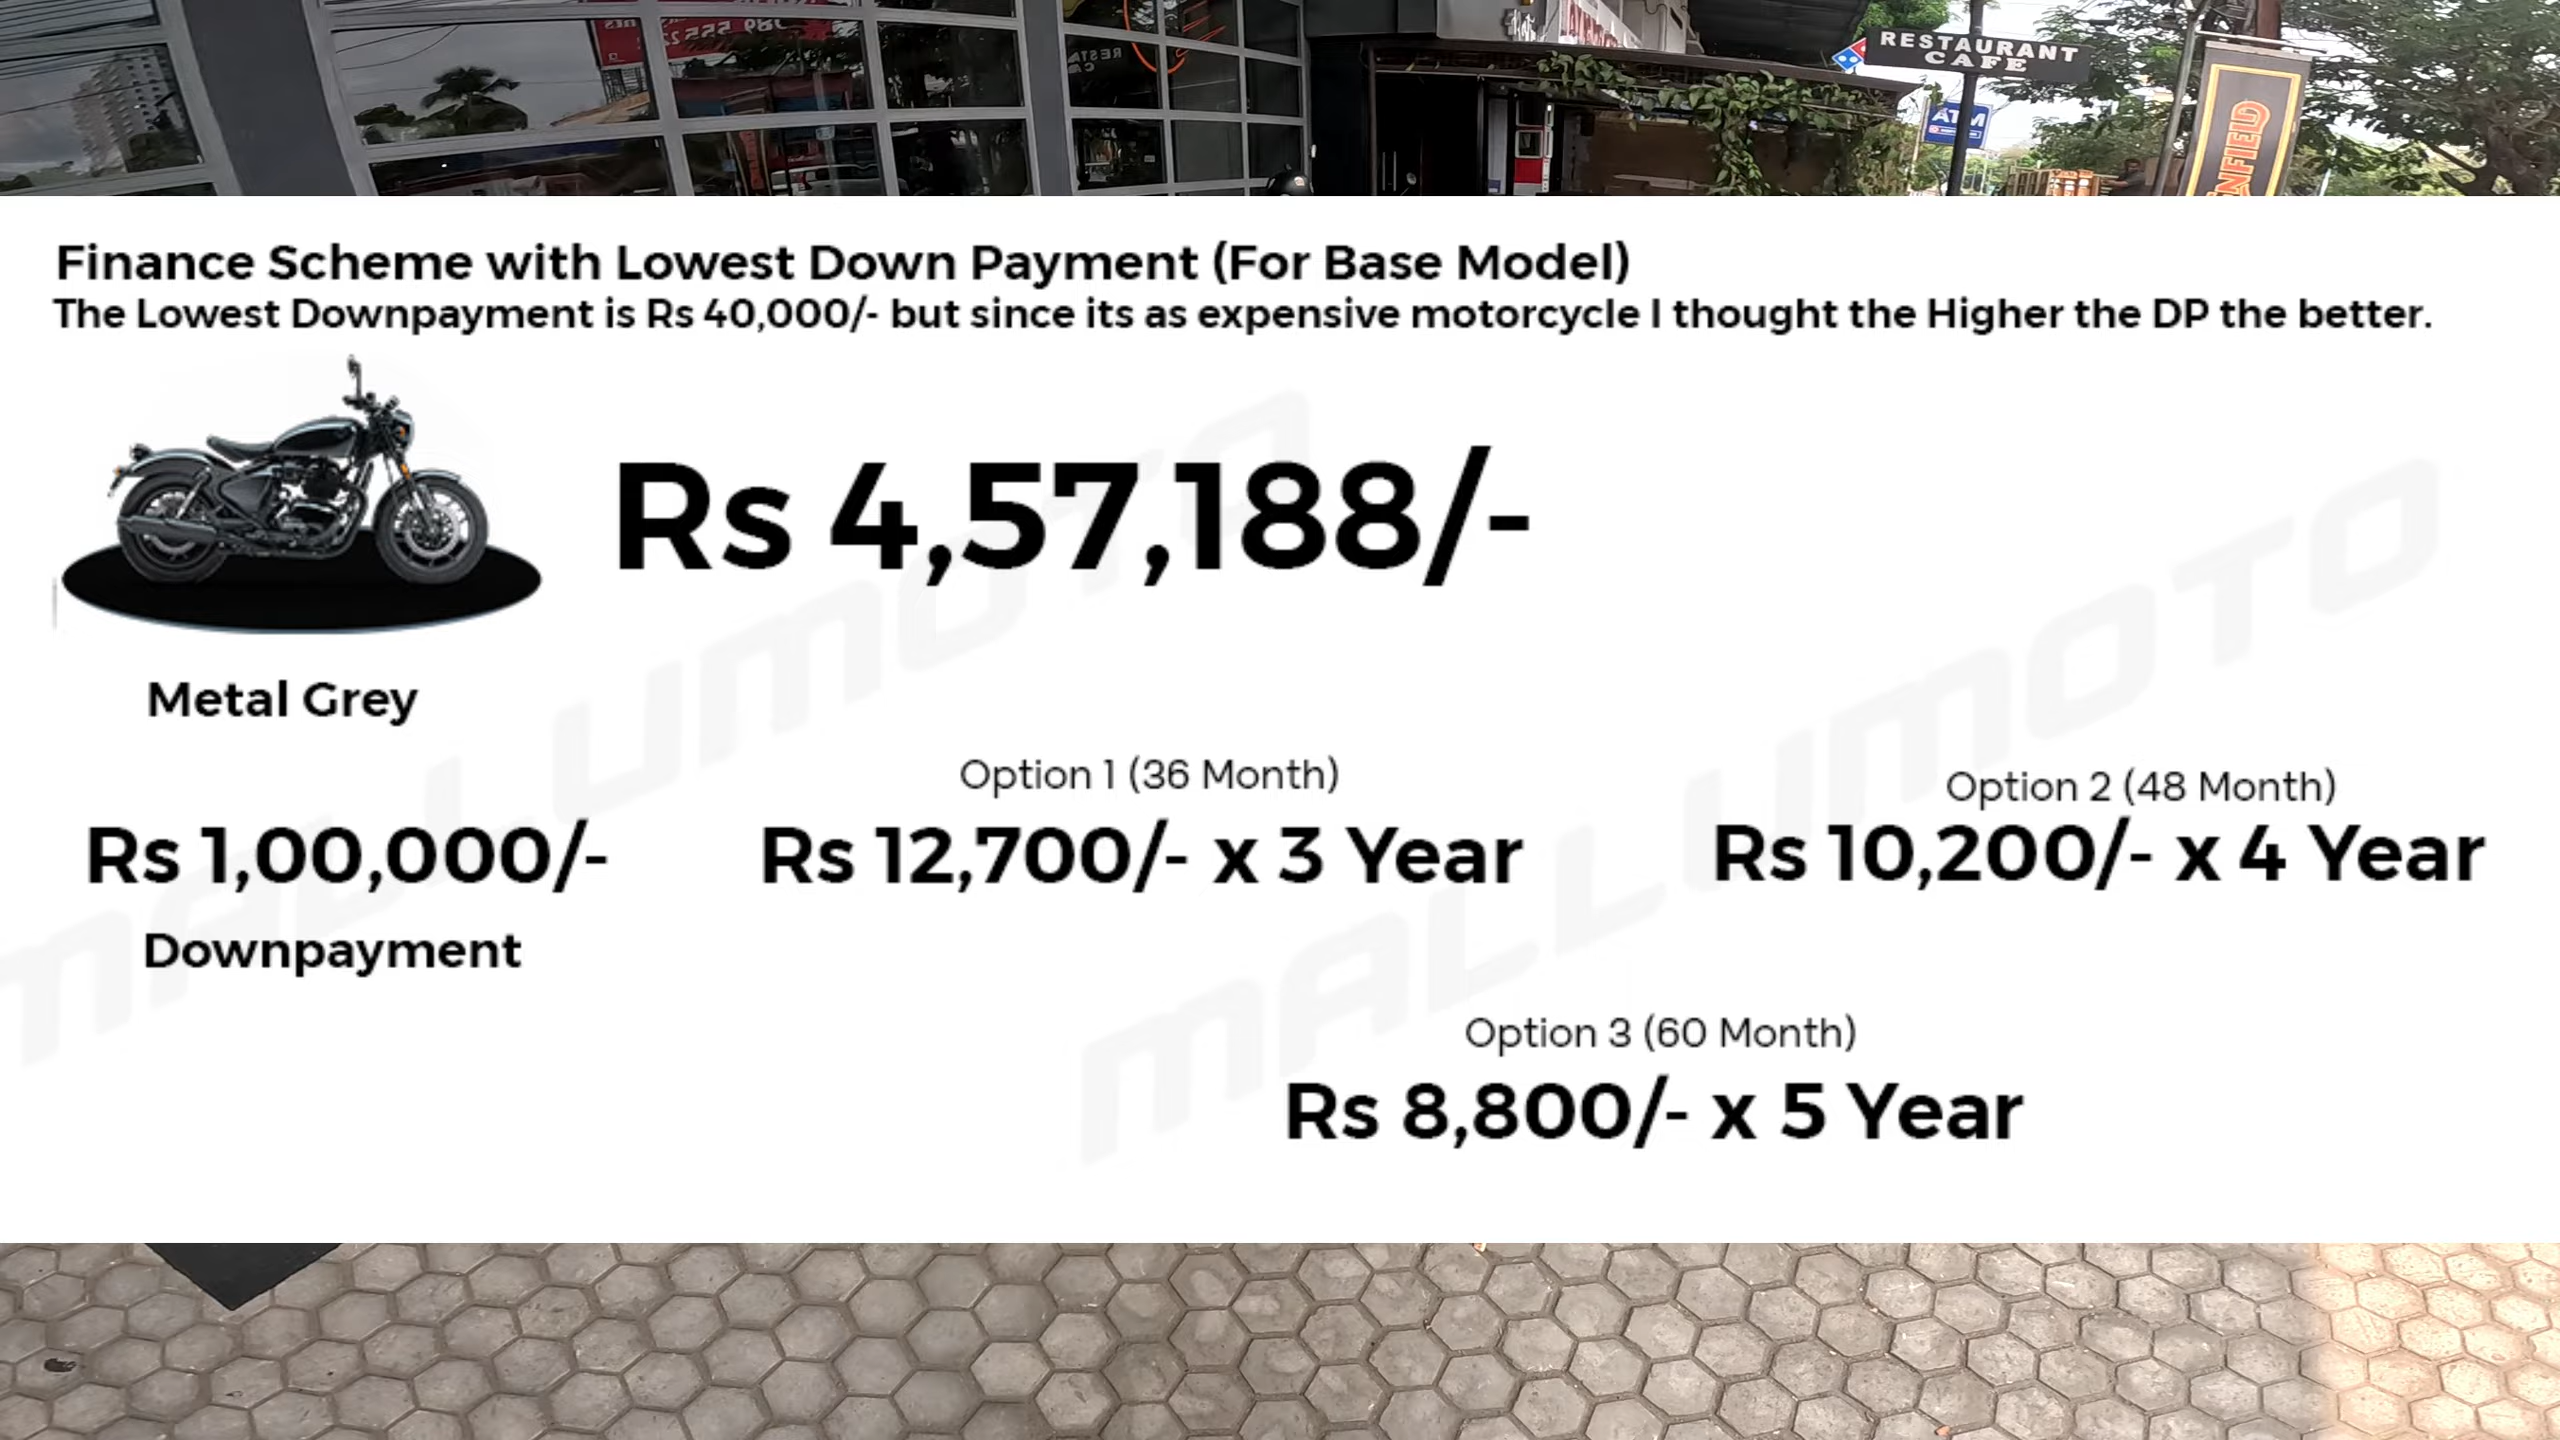 RESTAURANT
CAFE
ATM
Finance Scheme with Lowest Down Payment (For Base Model)
The Lowest Downpayment is Rs 40,000/- but since its as expensive motorcycle I thought the Higher the DP the better.
Rs 4,57,188/-
Metal Grey
Option 1 (36 Month)
Option 2 (48 Month)
Rs 1,00,000/-
Rs 12,700/- x 3 Year
Rs 10,200/- x 4 Year
Downpayment
Option 3 (60 Month)
Rs 8,800/- x 5 Year
MALLUMOTO
MALLUMOTO